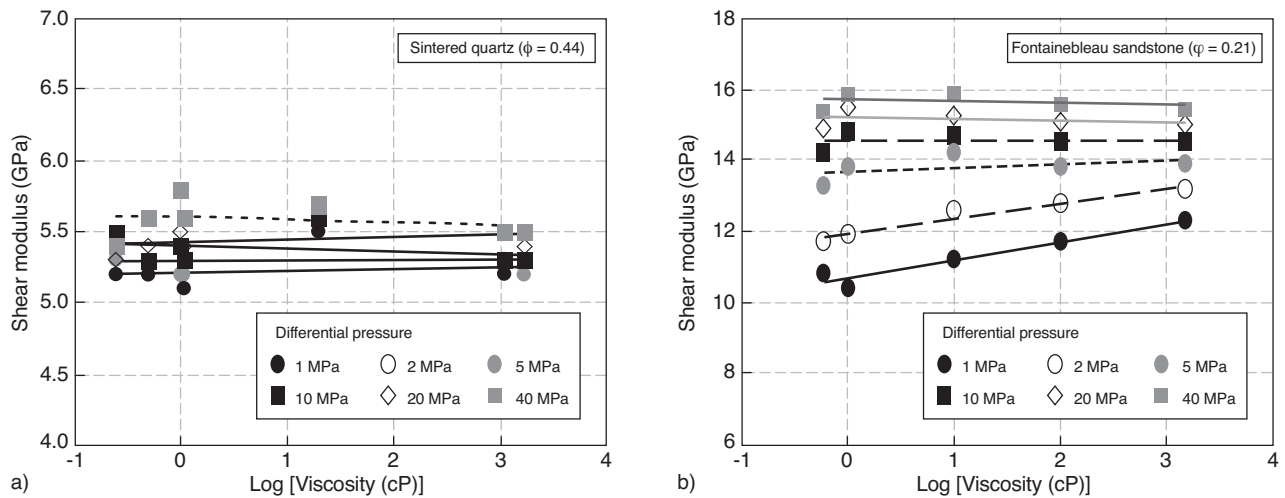 7.0
6.5
6.0
5.5
5.0
4.5
4.0
Shear modulus (GPa)
Sintered quartz (ϕ = 0.44)
Differential pressure
1 MPa 2 MPa 5 MPa
10 MPa 20 MPa 40 MPa
-1 0 1 2 3 4
Log [Viscosity (cP)]
a)
18
16
14
12
10
8
6
Shear modulus (GPa)
Fontainebleau sandstone (φ = 0.21)
Differential pressure
1 MPa 2 MPa 5 MPa
10 MPa 20 MPa 40 MPa
-1 0 1 2 3 4
Log [Viscosity (cP)]
b)